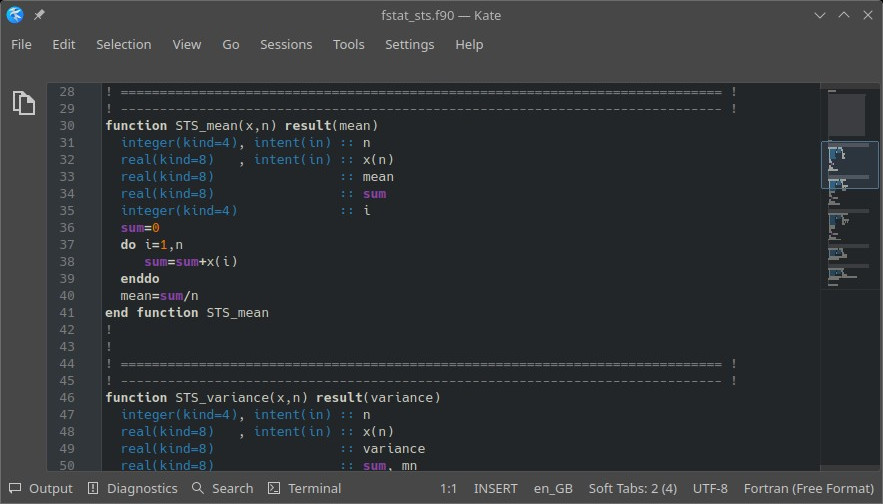 fstat_sts.f90 — Kate
File Edit Selection View Go Sessions Tools Settings Help
28 ! ============================================================================= !
29 ! ----------------------------------------------------------------------------- !
30 function STS_mean(x,n) result(mean)
31   integer(kind=4), intent(in) :: n
32   real(kind=8)   , intent(in) :: x(n)
33   real(kind=8)                :: mean
34   real(kind=8)                :: sum
35   integer(kind=4)             :: i
36   sum=0
37   do i=1,n
38      sum=sum+x(i)
39   enddo
40   mean=sum/n
41 end function STS_mean
42 !
43 !
44 ! ============================================================================= !
45 ! ----------------------------------------------------------------------------- !
46 function STS_variance(x,n) result(variance)
47   integer(kind=4), intent(in) :: n
48   real(kind=8)   , intent(in) :: x(n)
49   real(kind=8)                :: variance
50   real(kind=8)                :: sum, mn
Output Diagnostics Search Terminal 1:1 INSERT en_GB Soft Tabs: 2 (4) UTF-8 Fortran (Free Format)